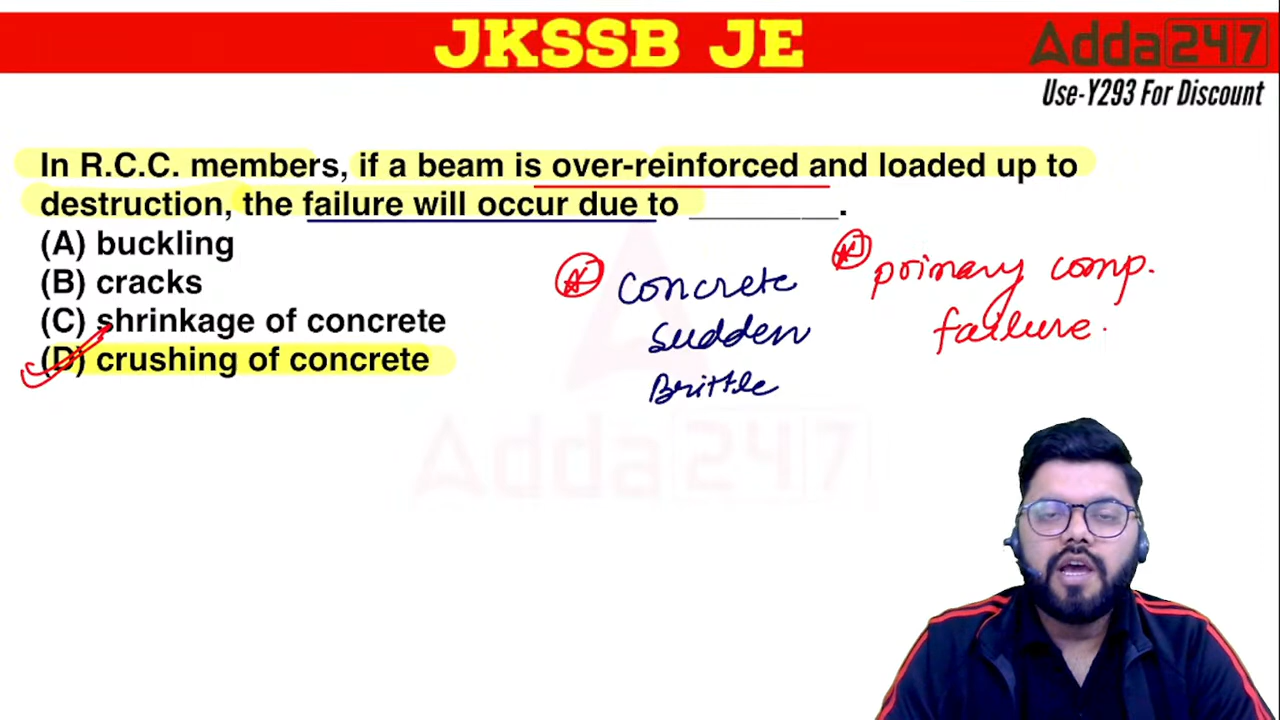 JKSSB JE
Adda247
Use-Y293 For Discount
In R.C.C. members, if a beam is over-reinforced and loaded up to
destruction, the failure will occur due to ________.
(A) buckling
(B) cracks
(C) shrinkage of concrete
(D) crushing of concrete
Concrete
Sudden
Brittle
primary comp.
failure.
Adda247